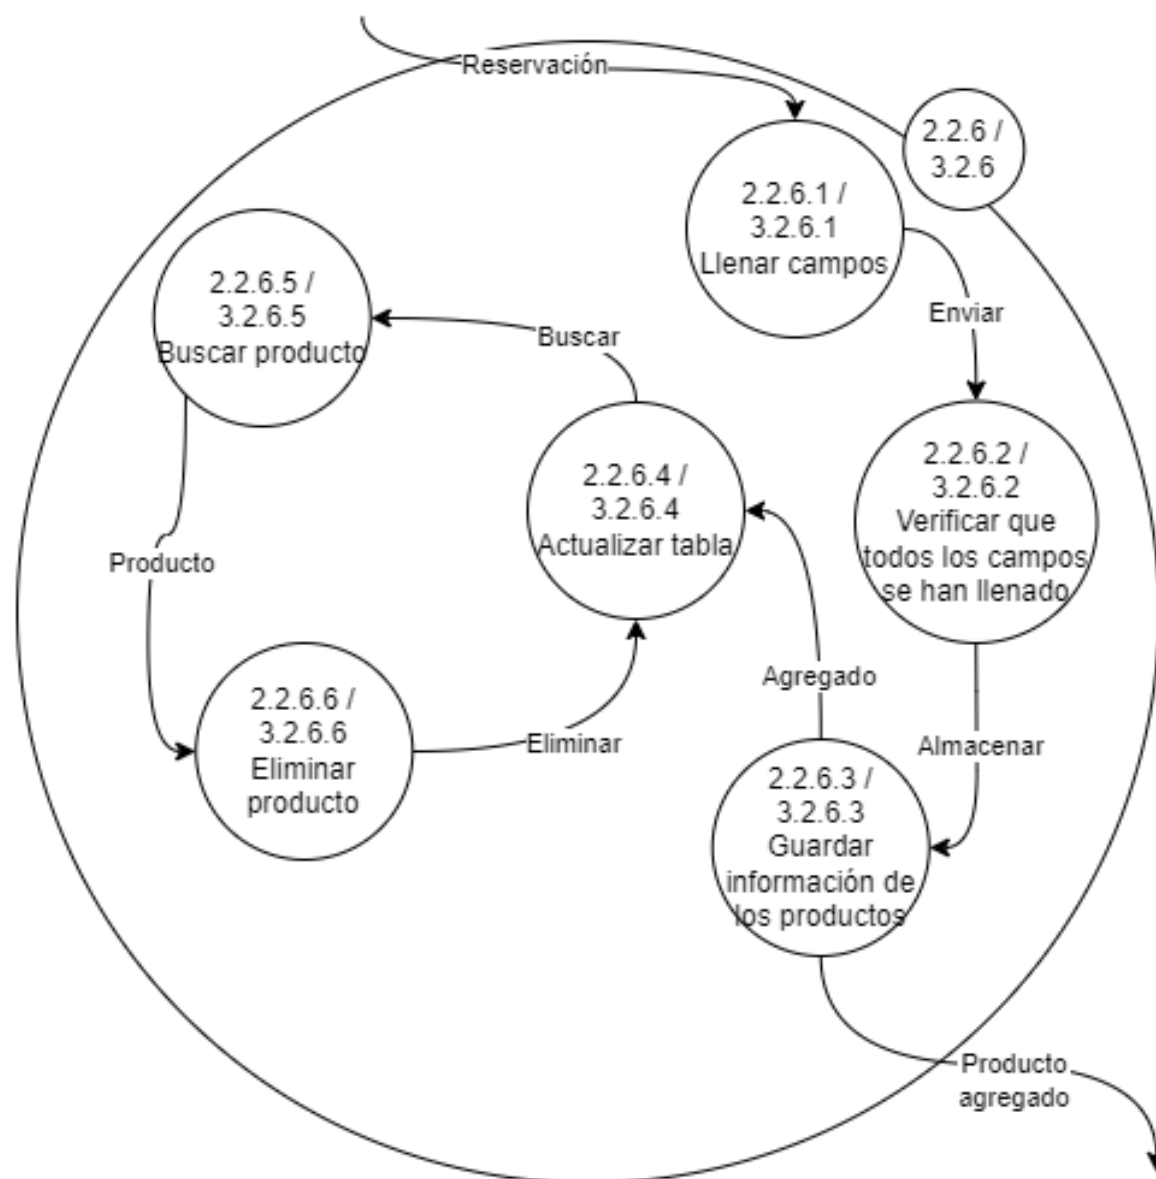 Reservación
2.2.6 /
3.2.6
2.2.6.1 /
3.2.6.1
Llenar campos
Enviar
2.2.6.5 /
3.2.6.5
Buscar producto
Buscar
2.2.6.4 /
3.2.6.4
Actualizar tabla
2.2.6.2 /
3.2.6.2
Verificar que
todos los campos
se han llenado
Producto
Agregado
Almacenar
2.2.6.6 /
3.2.6.6
Eliminar
producto
Eliminar
2.2.6.3 /
3.2.6.3
Guardar
información de
los productos
Producto
agregado